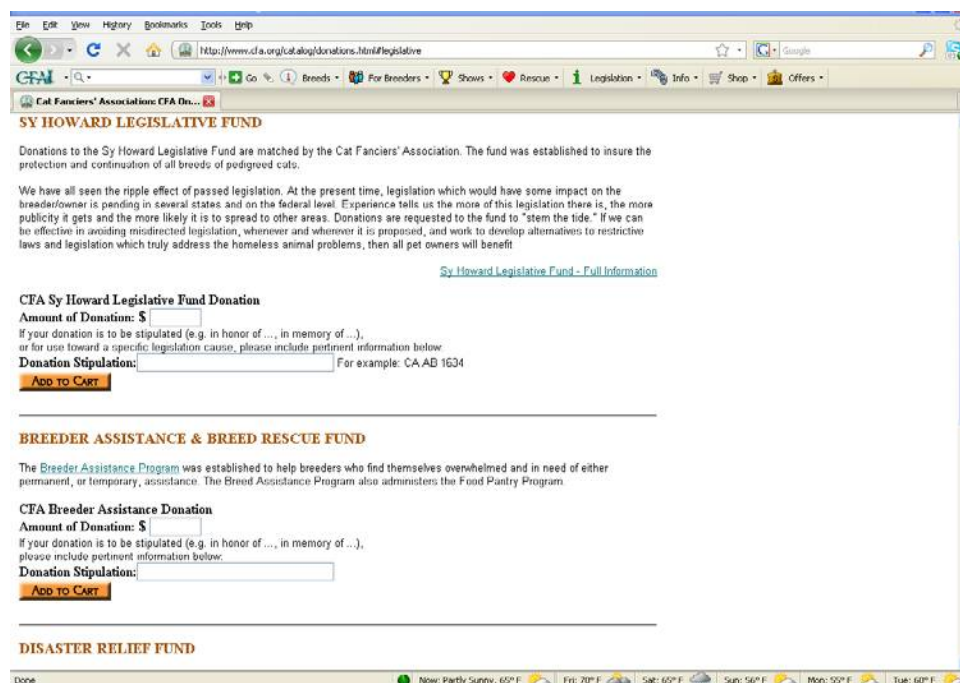 File Edit View History Bookmarks Tools Help
http://www.cfa.org/catalog/donations.html#legislative
Google
CFA Go Breeds For Breeders Shows Rescue Legislation Info Shop Offers
Cat Fanciers' Association: CFA On...
SY HOWARD LEGISLATIVE FUND
Donations to the Sy Howard Legislative Fund are matched by the Cat Fanciers' Association. The fund was established to insure the
protection and continuation of all breeds of pedigreed cats.
We have all seen the ripple effect of passed legislation. At the present time, legislation which would have some impact on the
breeder/owner is pending in several states and on the federal level. Experience tells us the more of this legislation there is, the more
publicity it gets and the more likely it is to spread to other areas. Donations are requested to the fund to "stem the tide." If we can
be effective in avoiding misdirected legislation, whenever and wherever it is proposed, and work to develop alternatives to restrictive
laws and legislation which truly address the homeless animal problems, then all pet owners will benefit
Sy Howard Legislative Fund - Full Information
CFA Sy Howard Legislative Fund Donation
Amount of Donation: $
If your donation is to be stipulated (e.g. in honor of ..., in memory of ...),
or for use toward a specific legislation cause, please include pertinent information below:
Donation Stipulation: For example: CA AB 1634
ADD TO CART
BREEDER ASSISTANCE & BREED RESCUE FUND
The Breeder Assistance Program was established to help breeders who find themselves overwhelmed and in need of either
permanent, or temporary, assistance. The Breed Assistance Program also administers the Food Pantry Program
CFA Breeder Assistance Donation
Amount of Donation: $
If your donation is to be stipulated (e.g. in honor of ..., in memory of ...),
please include pertinent information below:
Donation Stipulation:
ADD TO CART
DISASTER RELIEF FUND
Done Now: Partly Sunny, 65° F Fri: 70° F Sat: 65° F Sun: 56° F Mon: 55° F Tue: 60° F